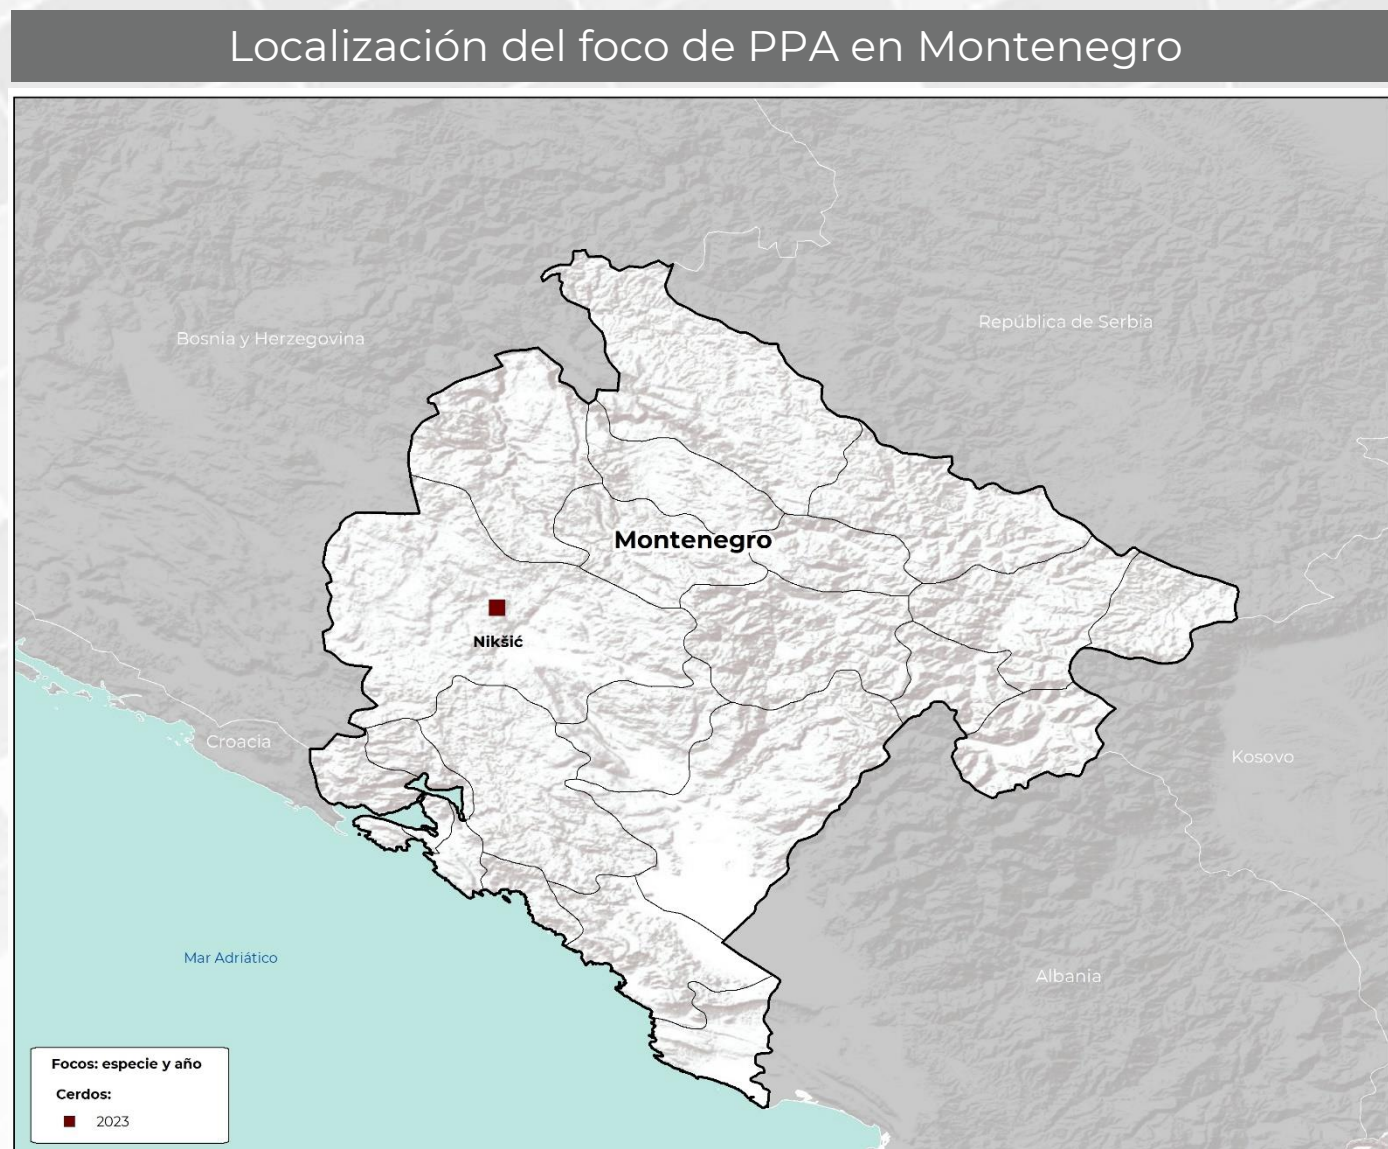 Localización del foco de PPA en Montenegro
Bosnia y Herzegovina
República de Serbia
Montenegro
Nikšić
Croacia
Kosovo
Mar Adriático
Albania
Focos: especie y año
Cerdos:
2023